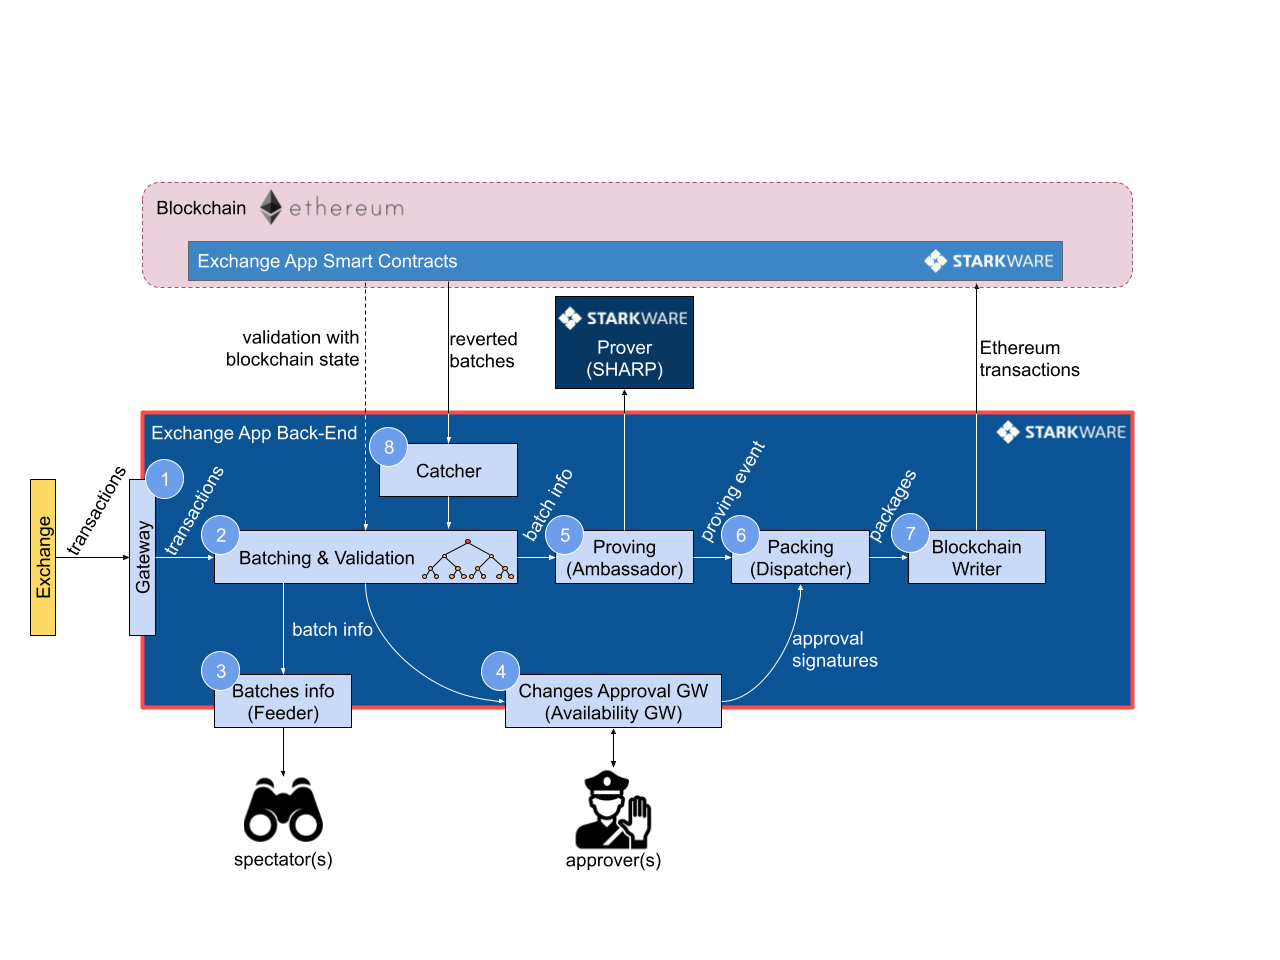 Blockchain
ethereum
Exchange App Smart Contracts
STARKWARE
validation with
blockchain state
reverted
batches
STARKWARE
Prover
(SHARP)
Ethereum
transactions
Exchange App Back-End
STARKWARE
8
Catcher
Exchange
transactions
1
Gateway
transactions
2
Batching & Validation
batch info
5
Proving
(Ambassador)
proving event
6
Packing
(Dispatcher)
packages
7
Blockchain
Writer
batch info
approval
signatures
3
Batches info
(Feeder)
4
Changes Approval GW
(Availability GW)
spectator(s)
approver(s)